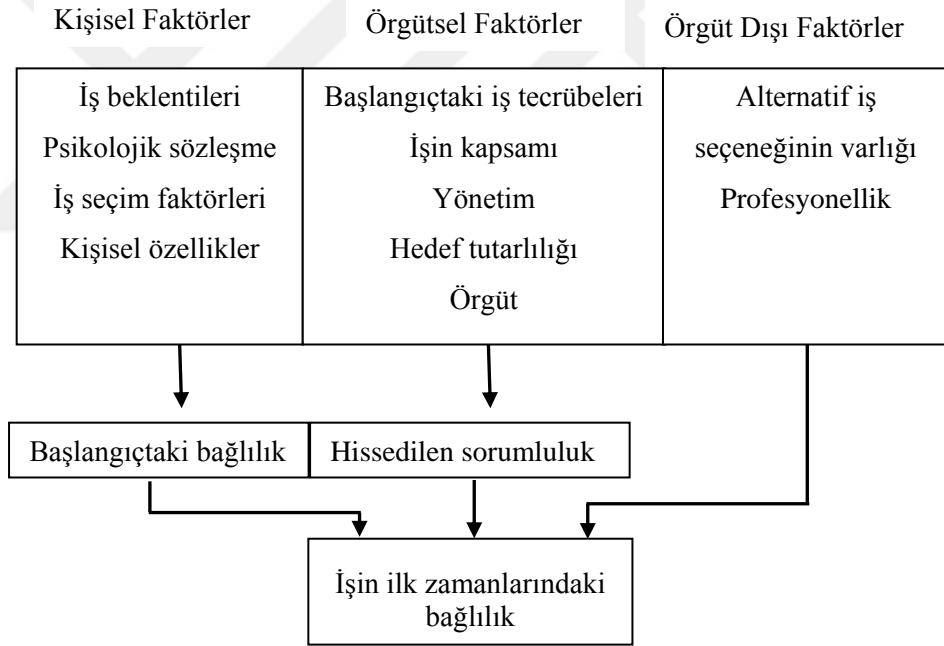 Kişisel Faktörler
Örgütsel Faktörler
Örgüt Dışı Faktörler
İş beklentileri
Psikolojik sözleşme
İş seçim faktörleri
Kişisel özellikler
Başlangıçtaki iş tecrübeleri
İşin kapsamı
Yönetim
Hedef tutarlılığı
Örgüt
Alternatif iş
seçeneğinin varlığı
Profesyonellik
Başlangıçtaki bağlılık
Hissedilen sorumluluk
İşin ilk zamanlarındaki
bağlılık